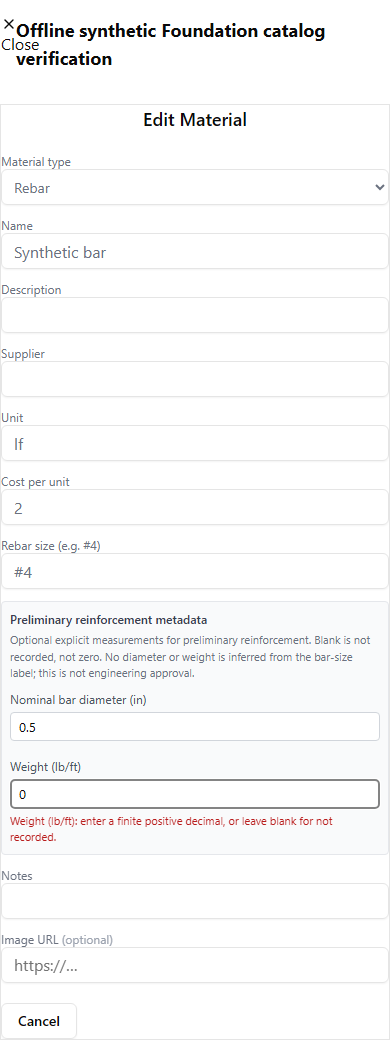 ×
Close
Offline synthetic Foundation catalog
verification
Edit Material
Material type
Rebar
Name
Synthetic bar
Description
Supplier
Unit
lf
Cost per unit
2
Rebar size (e.g. #4)
#4
Preliminary reinforcement metadata
Optional explicit measurements for preliminary reinforcement. Blank is not
recorded, not zero. No diameter or weight is inferred from the bar-size
label; this is not engineering approval.
Nominal bar diameter (in)
0.5
Weight (lb/ft)
0
Weight (lb/ft): enter a finite positive decimal, or leave blank for not
recorded.
Notes
Image URL (optional)
https://...
Cancel